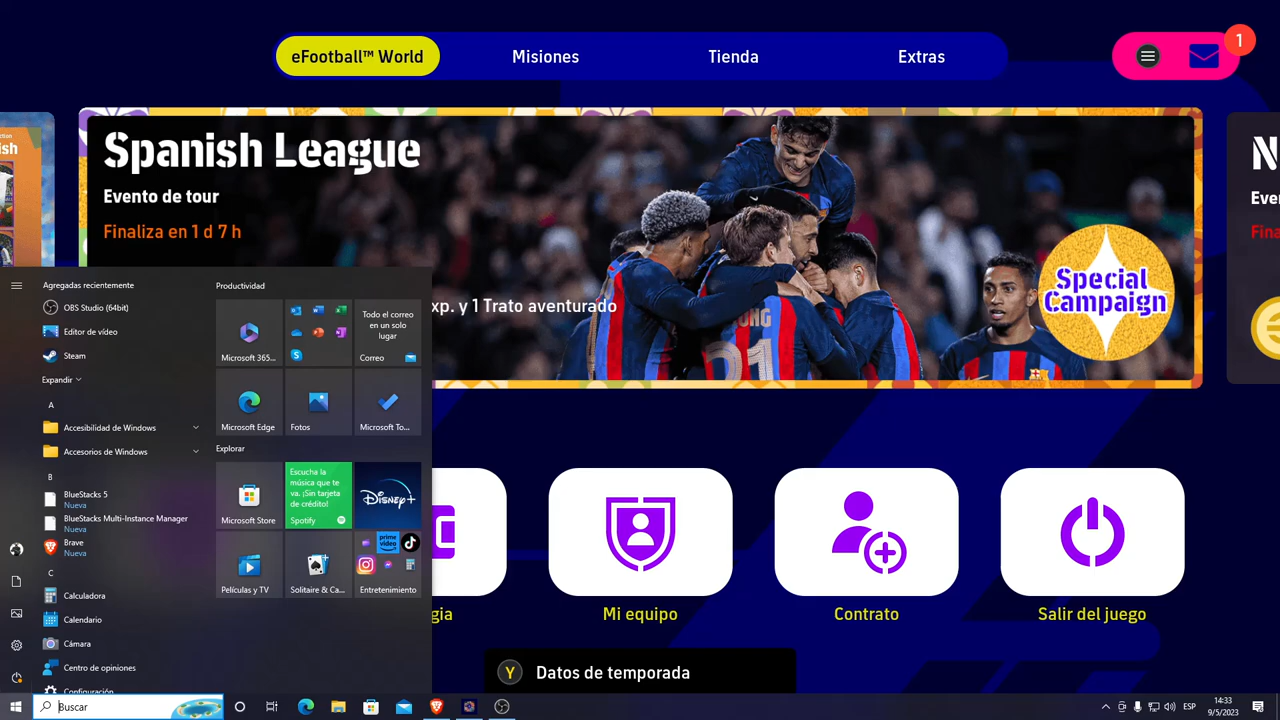 eFootball™ World
Misiones
Tienda
Extras
1
Spanish League
Evento de tour
Finaliza en 1 d 7 h
xp. y 1 Trato aventurado
Special
Campaign
Agregadas recientemente
OBS Studio (64bit)
Editor de vídeo
Steam
Expandir
A
Accesibilidad de Windows
Accesorios de Windows
B
BlueStacks 5
Nueva
BlueStacks Multi-Instance Manager
Nueva
Brave
Nueva
C
Calculadora
Calendario
Cámara
Centro de opiniones
Configuración
Productividad
Microsoft 365...
Todo el correo
en un solo
lugar
Correo
Microsoft Edge
Fotos
Microsoft To...
Explorar
Microsoft Store
Escucha la
música que te
va. ¡Sin tarjeta
de crédito!
Spotify
Disney+
Películas y TV
Solitaire & Ca...
prime
video
Entretenimiento
gia
Mi equipo
Contrato
Salir del juego
Y
Datos de temporada
Buscar
ESP
14:33
9/5/2023